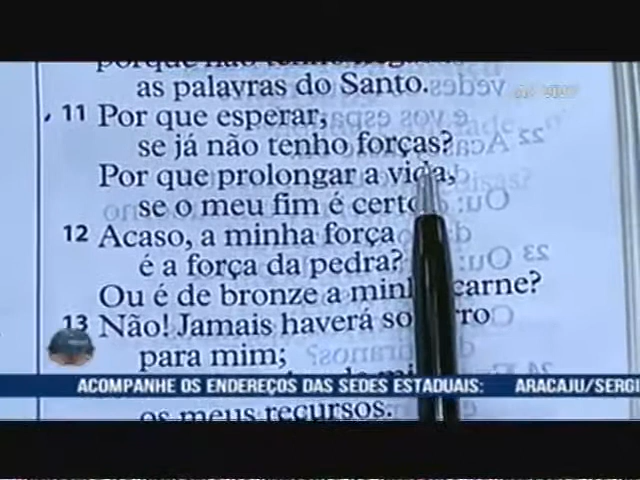 as palavras do Santo.
11 Por que esperar,
se já não tenho forças?
Por que prolongar a vida,
se o meu fim é certo
12 Acaso, a minha força
é a força da pedra?
Ou é de bronze a minha carne?
13 Não! Jamais haverá socorro
para mim;
ACOMPANHE OS ENDEREÇOS DAS SEDES ESTADUAIS: ARACAJU/SERGI
os meus recursos.